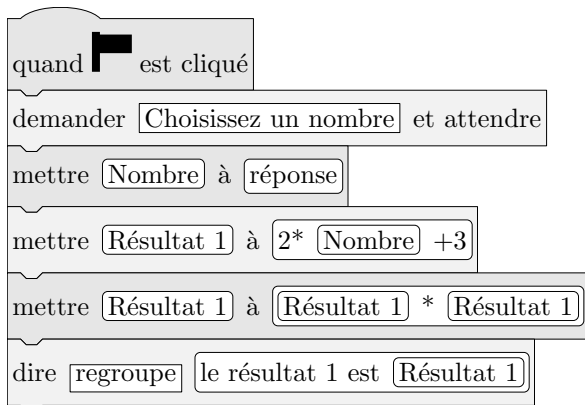 quand est cliqué
demander Choisissez un nombre et attendre
mettre Nombre à réponse
mettre Résultat 1 à 2* Nombre +3
mettre Résultat 1 à Résultat 1 * Résultat 1
dire regroupe le résultat 1 est Résultat 1